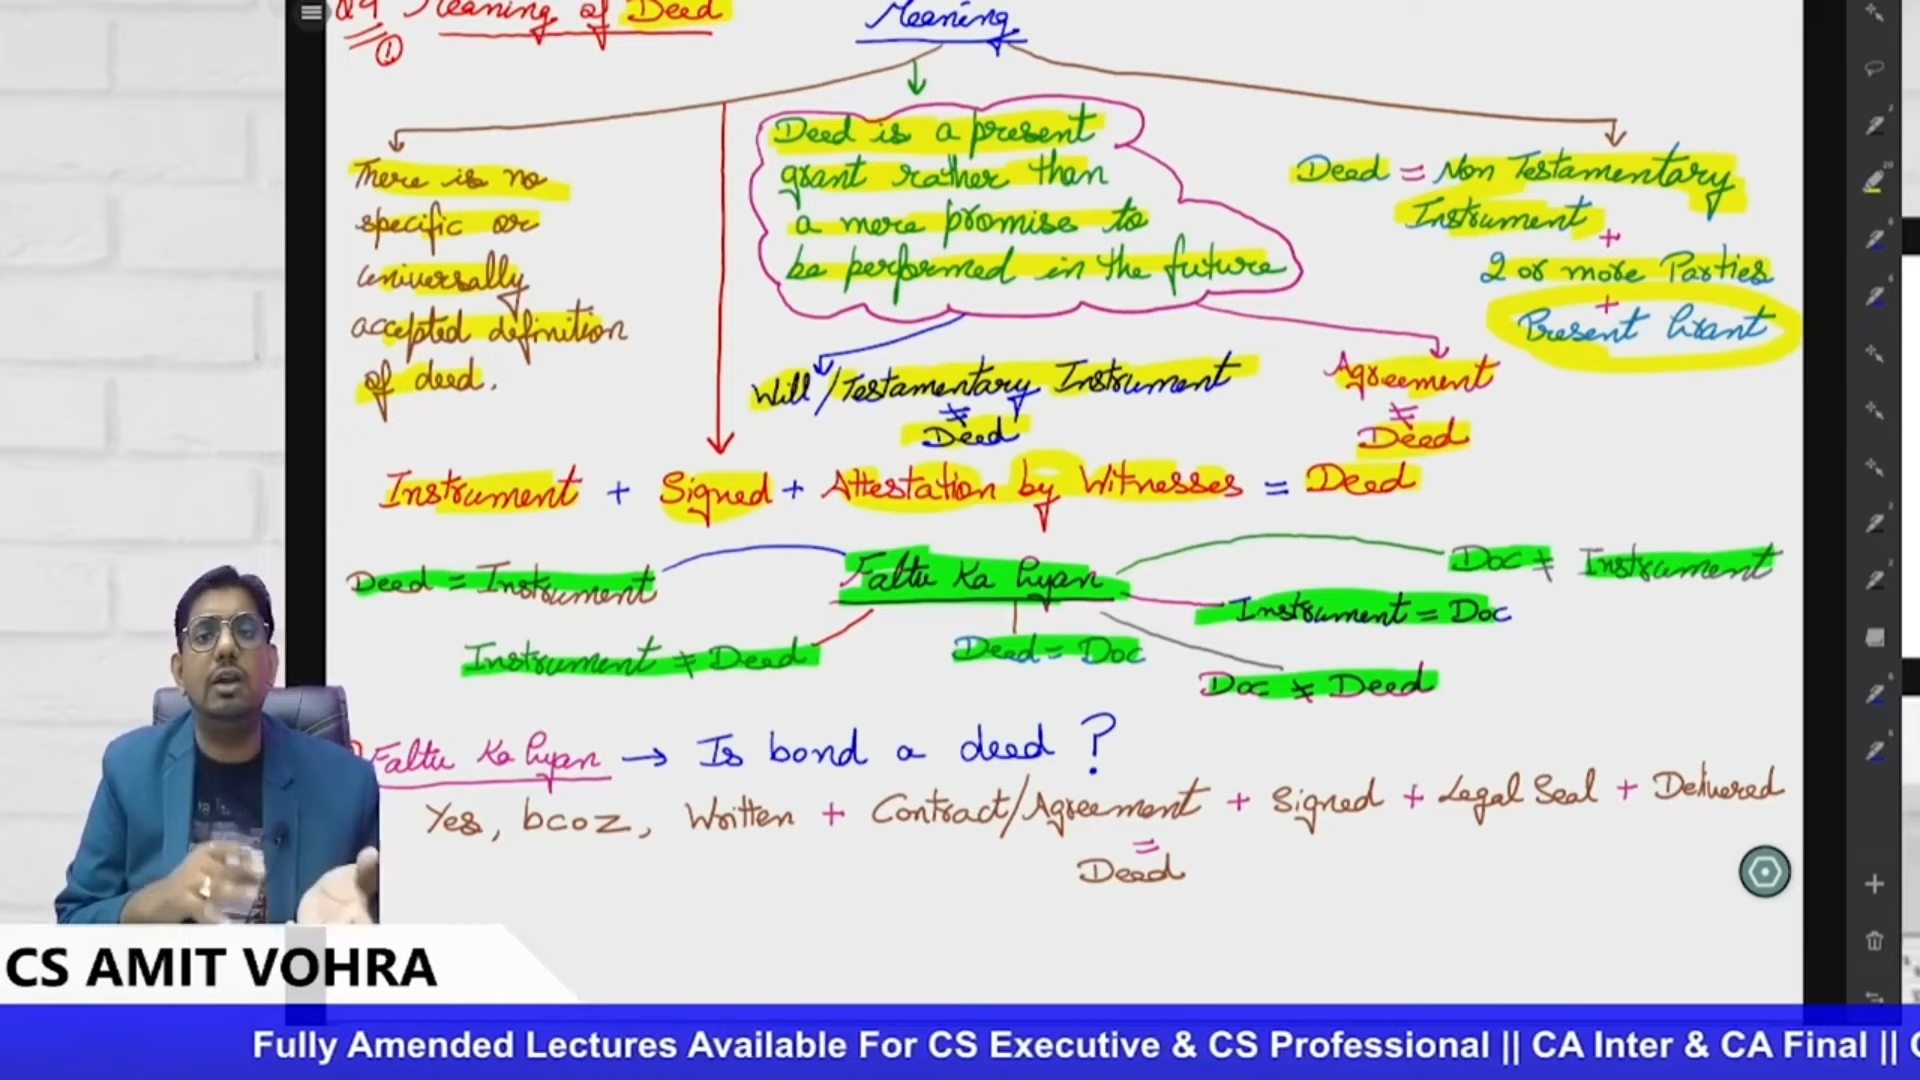 Q4 Meaning of Deed
①
Meaning
There is no
specific or
universally
accepted definition
of deed.
Deed is a present
grant rather than
a mere promise to
be performed in the future
Deed = Non Testamentary
Instrument
+
2 or more Parties
+
Present Grant
Will/Testamentary Instrument
≠
Deed
Agreement
≠
Deed
Instrument + Signed + Attestation by Witnesses = Deed
Faltu Ka Gyan
Deed = Instrument
Instrument ≠ Deed
Deed = Doc
Doc ≠ Instrument
Instrument = Doc
Doc ≠ Deed
Faltu Ka Gyan → Is bond a deed ?
Yes, bcoz, Written + Contract/Agreement + Signed + Legal Seal + Delivered
=
Deed
CS AMIT VOHRA
Fully Amended Lectures Available For CS Executive & CS Professional || CA Inter & CA Final ||